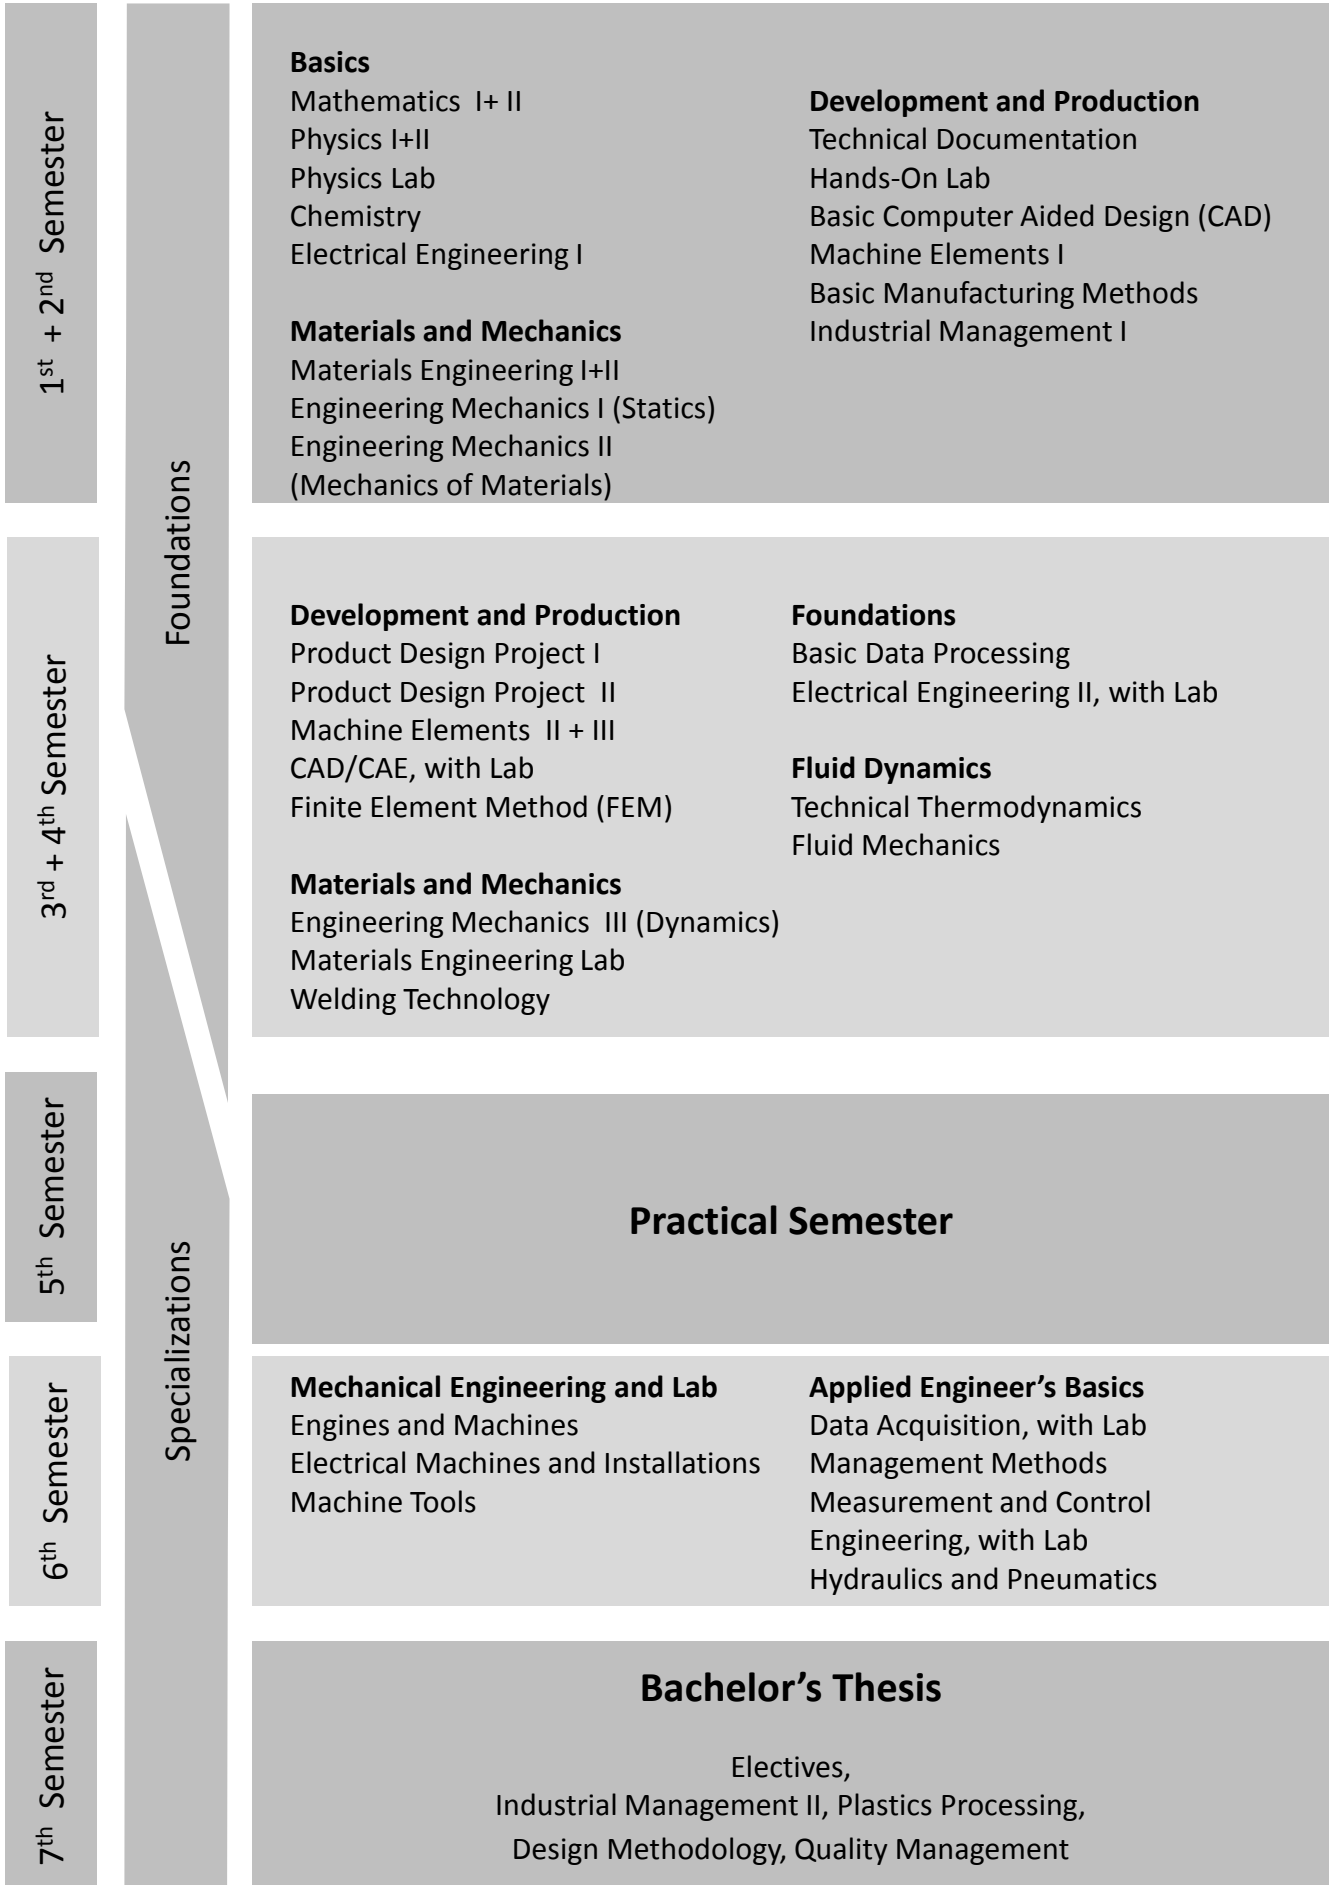 1st + 2nd Semester
Foundations
Basics
Mathematics I+ II
Physics I+II
Physics Lab
Chemistry
Electrical Engineering I
Materials and Mechanics
Materials Engineering I+II
Engineering Mechanics I (Statics)
Engineering Mechanics II
(Mechanics of Materials)
Development and Production
Technical Documentation
Hands-On Lab
Basic Computer Aided Design (CAD)
Machine Elements I
Basic Manufacturing Methods
Industrial Management I
3rd + 4th Semester
Development and Production
Product Design Project I
Product Design Project II
Machine Elements II + III
CAD/CAE, with Lab
Finite Element Method (FEM)
Materials and Mechanics
Engineering Mechanics III (Dynamics)
Materials Engineering Lab
Welding Technology
Foundations
Basic Data Processing
Electrical Engineering II, with Lab
Fluid Dynamics
Technical Thermodynamics
Fluid Mechanics
5th Semester
Specializations
Practical Semester
6th Semester
Mechanical Engineering and Lab
Engines and Machines
Electrical Machines and Installations
Machine Tools
Applied Engineer’s Basics
Data Acquisition, with Lab
Management Methods
Measurement and Control
Engineering, with Lab
Hydraulics and Pneumatics
7th Semester
Bachelor’s Thesis
Electives,
Industrial Management II, Plastics Processing,
Design Methodology, Quality Management